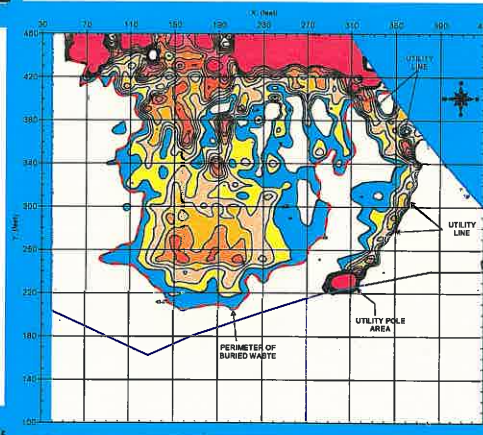 X (feet)
30 70 110 150 190 230 270 310 350 390
460
420
380
340
300
260
220
180
140
100
Y (feet)
UTILITY
LINE
UTILITY
LINE
UTILITY POLE
AREA
PERIMETER OF
BURIED WASTE